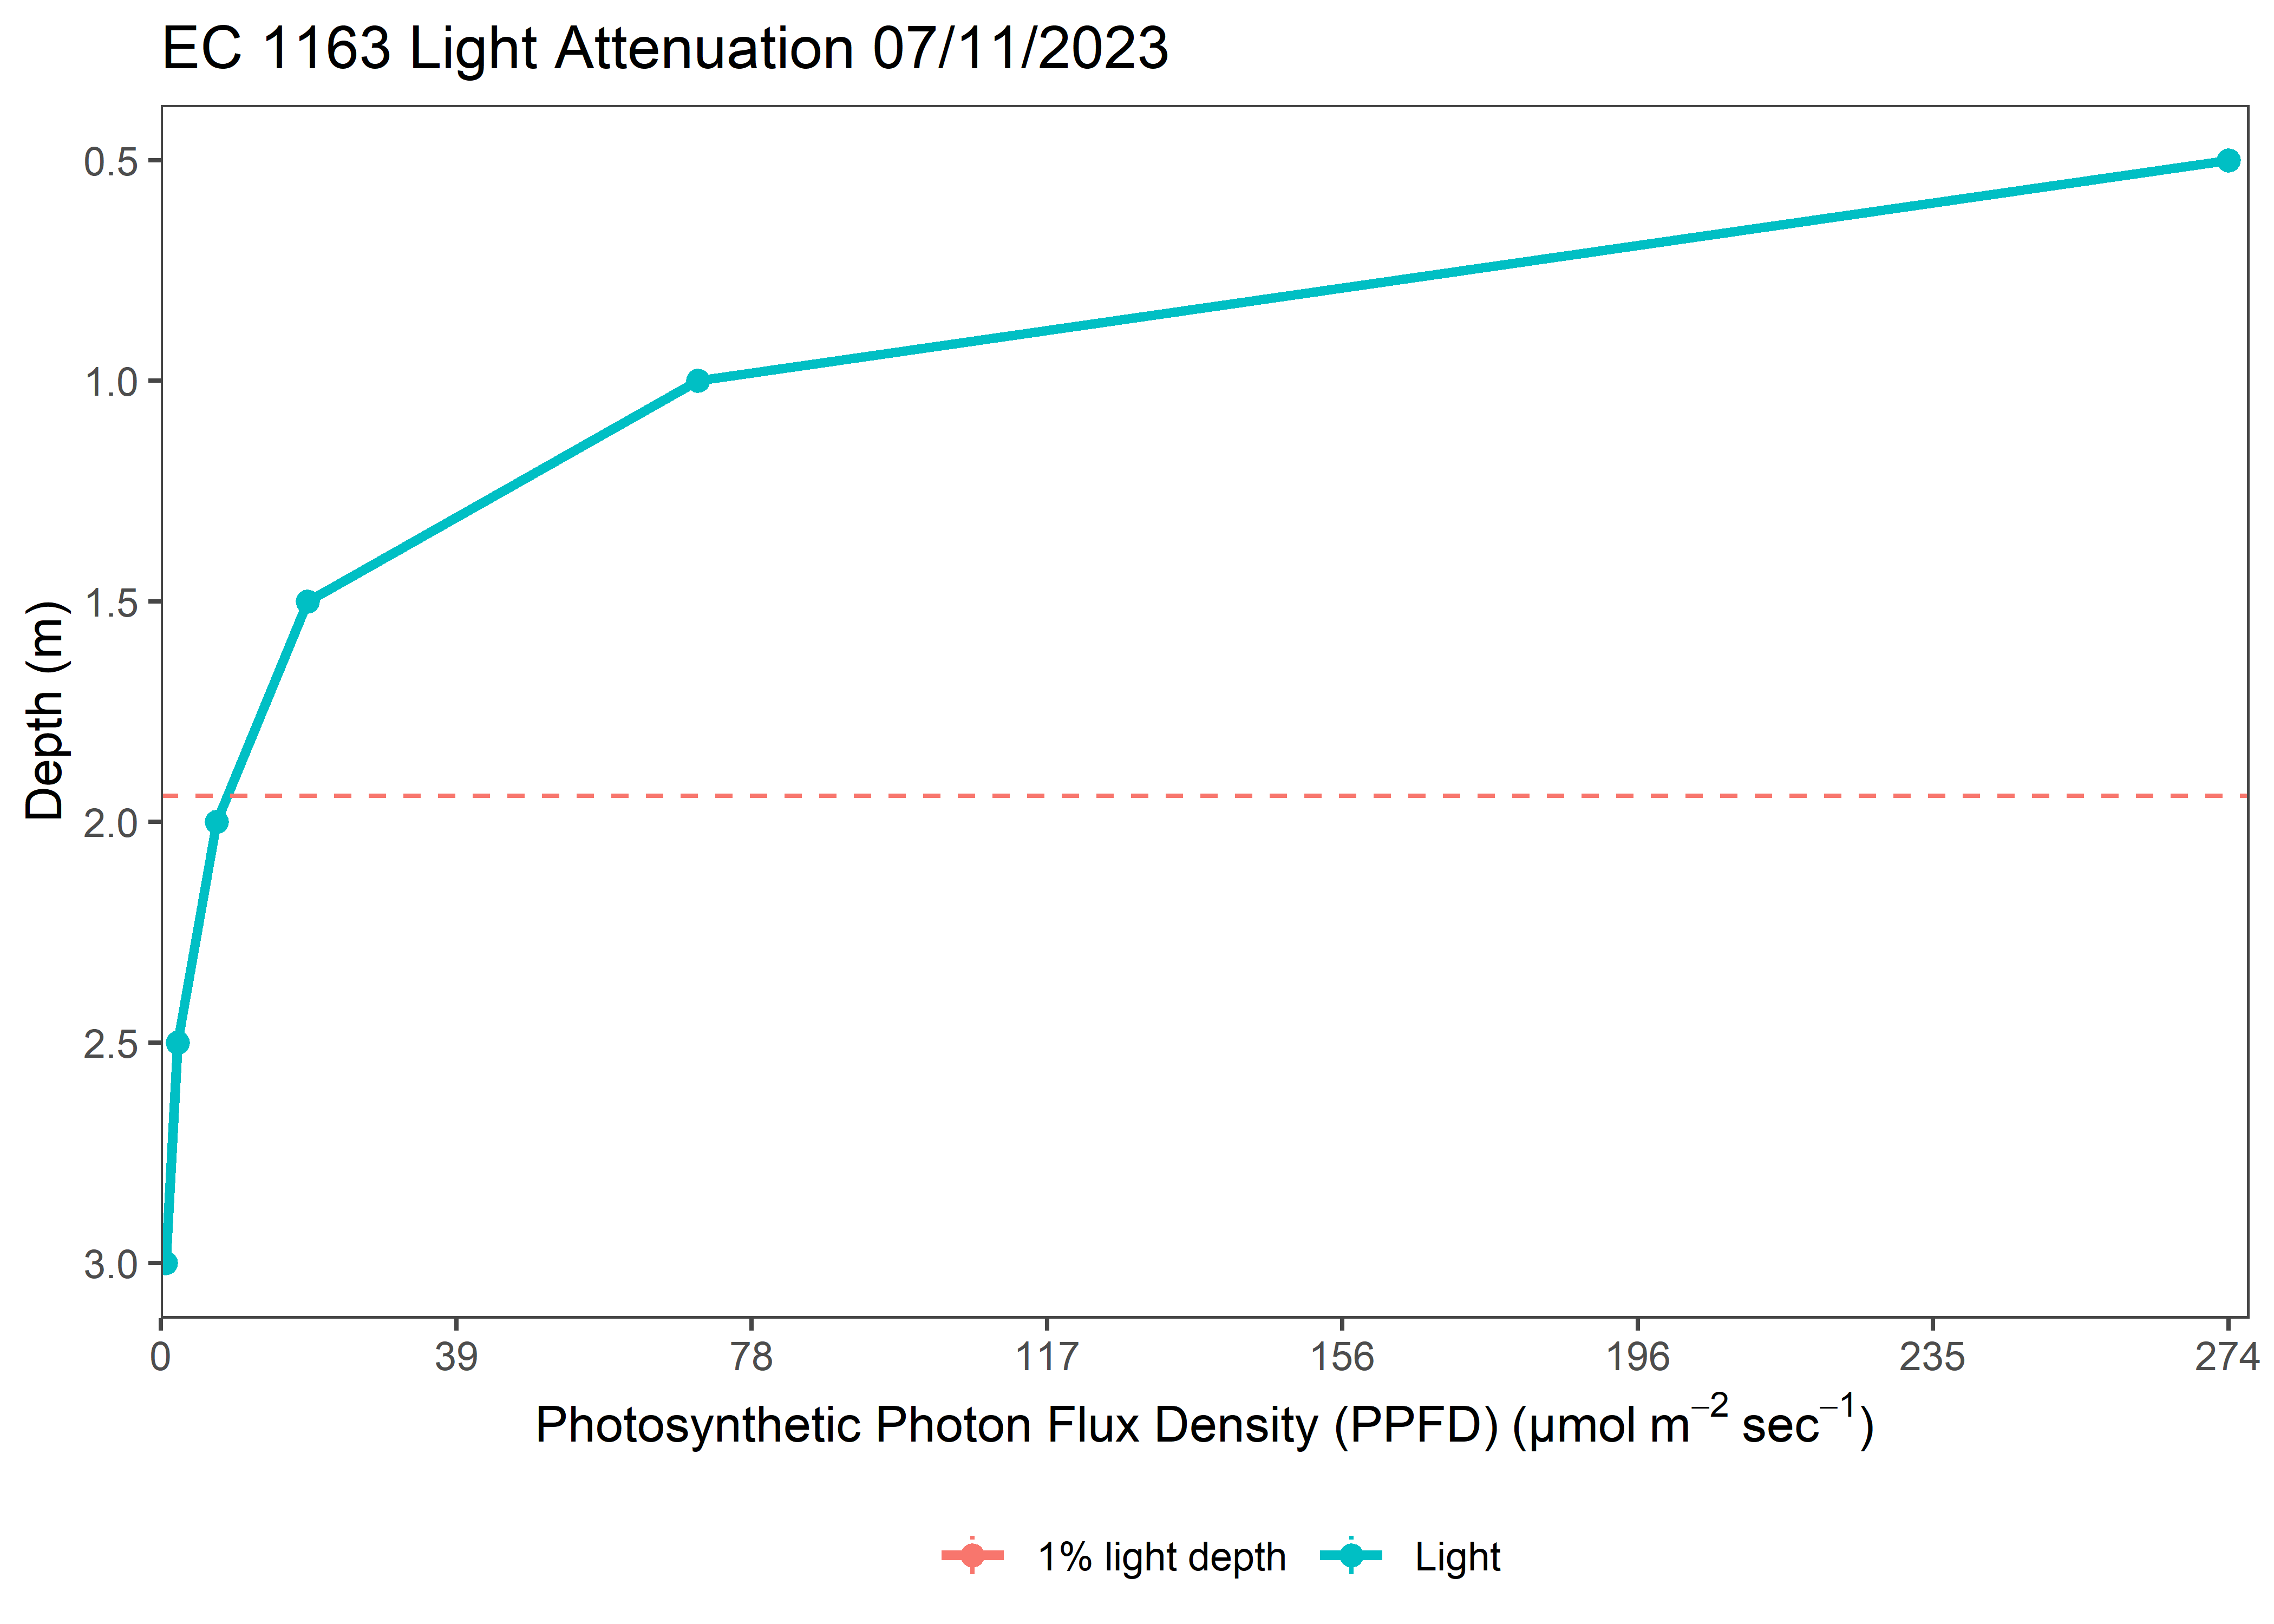 EC 1163 Light Attenuation 07/11/2023
Depth (m)
0.5
1.0
1.5
2.0
2.5
3.0
0 39 78 117 156 196 235 274
Photosynthetic Photon Flux Density (PPFD) (µmol m⁻² sec⁻¹)
1% light depth Light